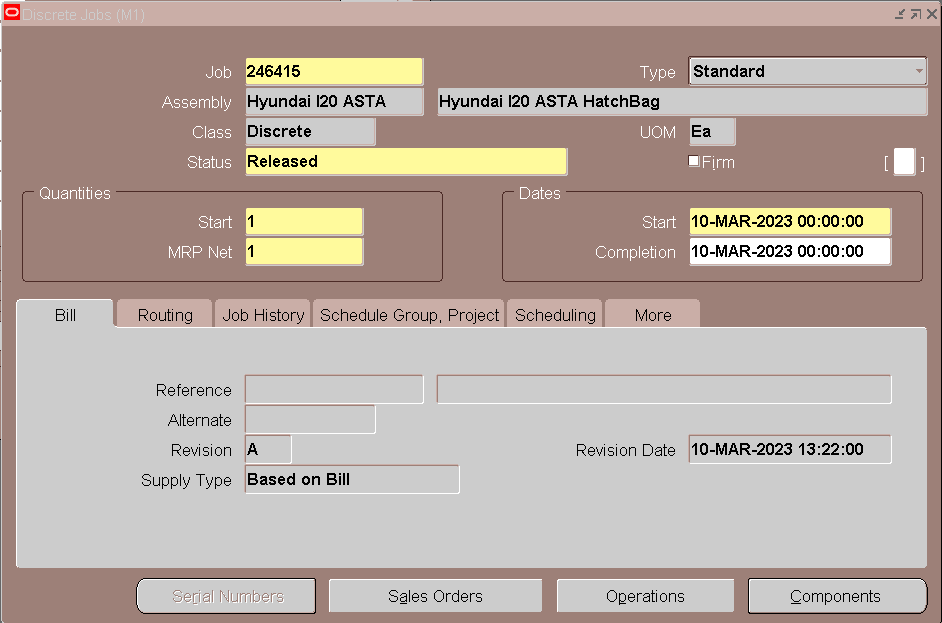 Discrete Jobs (M1)
Job 246415 Type Standard
Assembly Hyundai I20 ASTA Hyundai I20 ASTA HatchBag
Class Discrete UOM Ea
Status Released Firm [ ]
Quantities Dates
Start 1 Start 10-MAR-2023 00:00:00
MRP Net 1 Completion 10-MAR-2023 00:00:00
Bill Routing Job History Schedule Group, Project Scheduling More
Reference
Alternate
Revision A Revision Date 10-MAR-2023 13:22:00
Supply Type Based on Bill
Serial Numbers Sales Orders Operations Components